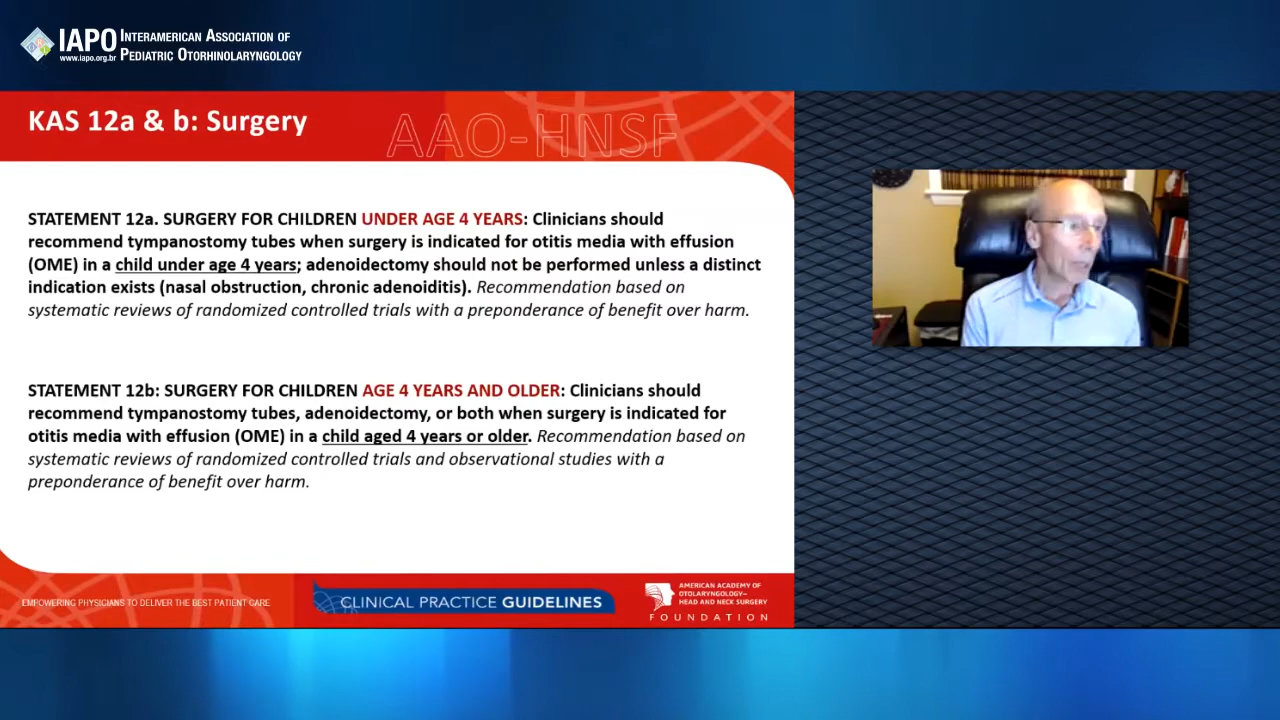 IAPO
www.iapo.org.br
INTERAMERICAN ASSOCIATION OF
PEDIATRIC OTORHINOLARYNGOLOGY
KAS 12a & b: Surgery
AAO-HNSF
STATEMENT 12a. SURGERY FOR CHILDREN UNDER AGE 4 YEARS: Clinicians should
recommend tympanostomy tubes when surgery is indicated for otitis media with effusion
(OME) in a child under age 4 years; adenoidectomy should not be performed unless a distinct
indication exists (nasal obstruction, chronic adenoiditis). Recommendation based on
systematic reviews of randomized controlled trials with a preponderance of benefit over harm.
STATEMENT 12b: SURGERY FOR CHILDREN AGE 4 YEARS AND OLDER: Clinicians should
recommend tympanostomy tubes, adenoidectomy, or both when surgery is indicated for
otitis media with effusion (OME) in a child aged 4 years or older. Recommendation based on
systematic reviews of randomized controlled trials and observational studies with a
preponderance of benefit over harm.
EMPOWERING PHYSICIANS TO DELIVER THE BEST PATIENT CARE
CLINICAL PRACTICE GUIDELINES
AMERICAN ACADEMY OF
OTOLARYNGOLOGY–
HEAD AND NECK SURGERY
FOUNDATION